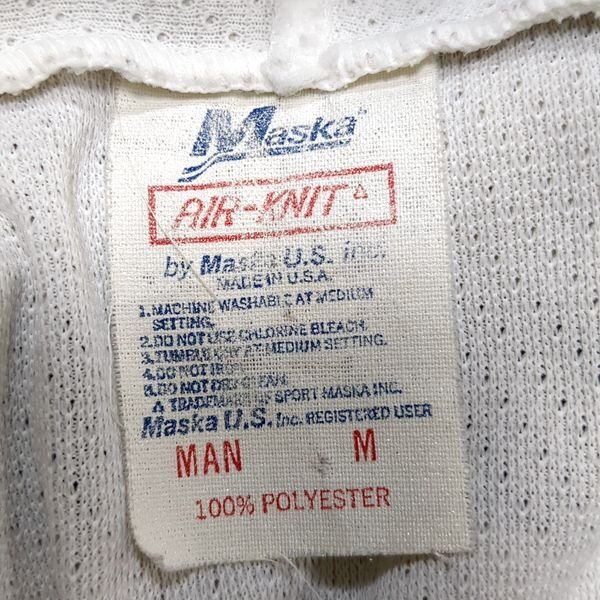 Maska®
AIR-KNIT △
by Maska U.S. Inc.
MADE IN U.S.A.
1. MACHINE WASHABLE AT MEDIUM
SETTING.
2. DO NOT USE CHLORINE BLEACH.
3. TUMBLE DRY AT MEDIUM SETTING.
4. DO NOT IRON.
5. DO NOT DRY CLEAN.
△ TRADEMARK OF SPORT MASKA INC.
Maska U.S. Inc. REGISTERED USER
MAN M
100% POLYESTER